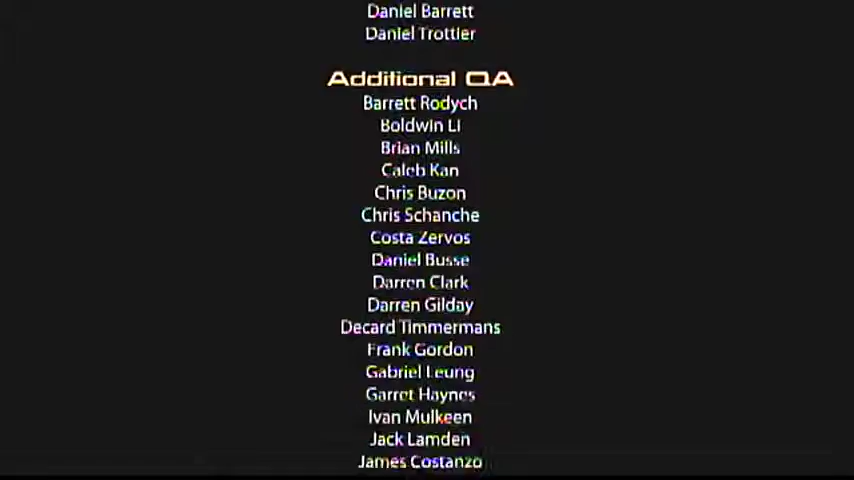 Daniel Barrett
Daniel Trottier
Additional QA
Barrett Rodych
Boldwin Li
Brian Mills
Caleb Kan
Chris Buzon
Chris Schanche
Costa Zervos
Daniel Busse
Darren Clark
Darren Gilday
Decard Timmermans
Frank Gordon
Gabriel Leung
Garret Haynes
Ivan Mulkeen
Jack Lamden
James Costanzo